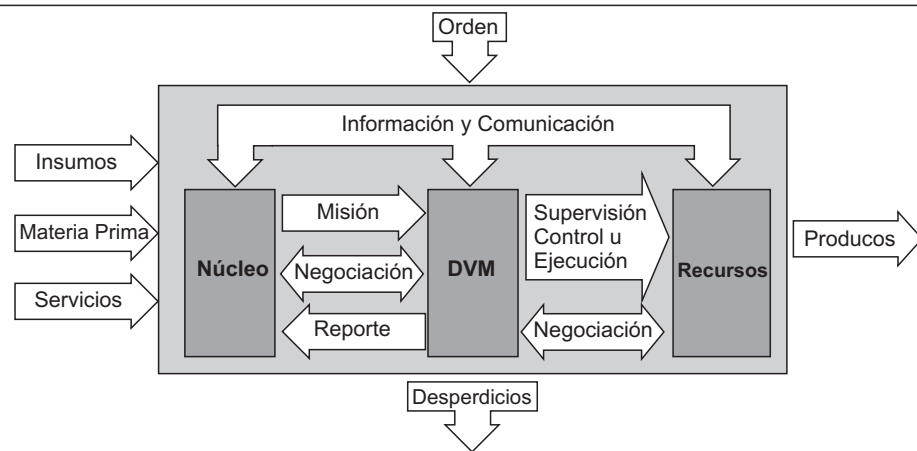 Orden
Información y Comunicación
Insumos
Materia Prima
Servicios
Núcleo
Misión
Negociación
Reporte
DVM
Supervisión
Control u
Ejecución
Negociación
Recursos
Producos
Desperdicios